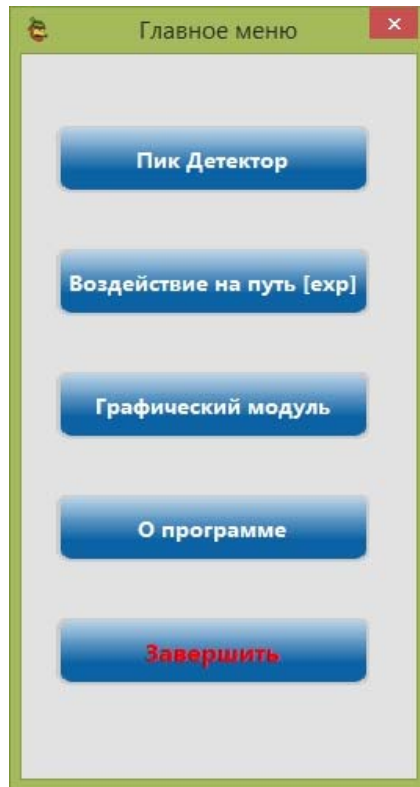 Главное меню
Пик Детектор
Воздействие на путь [exp]
Графический модуль
О программе
Завершить